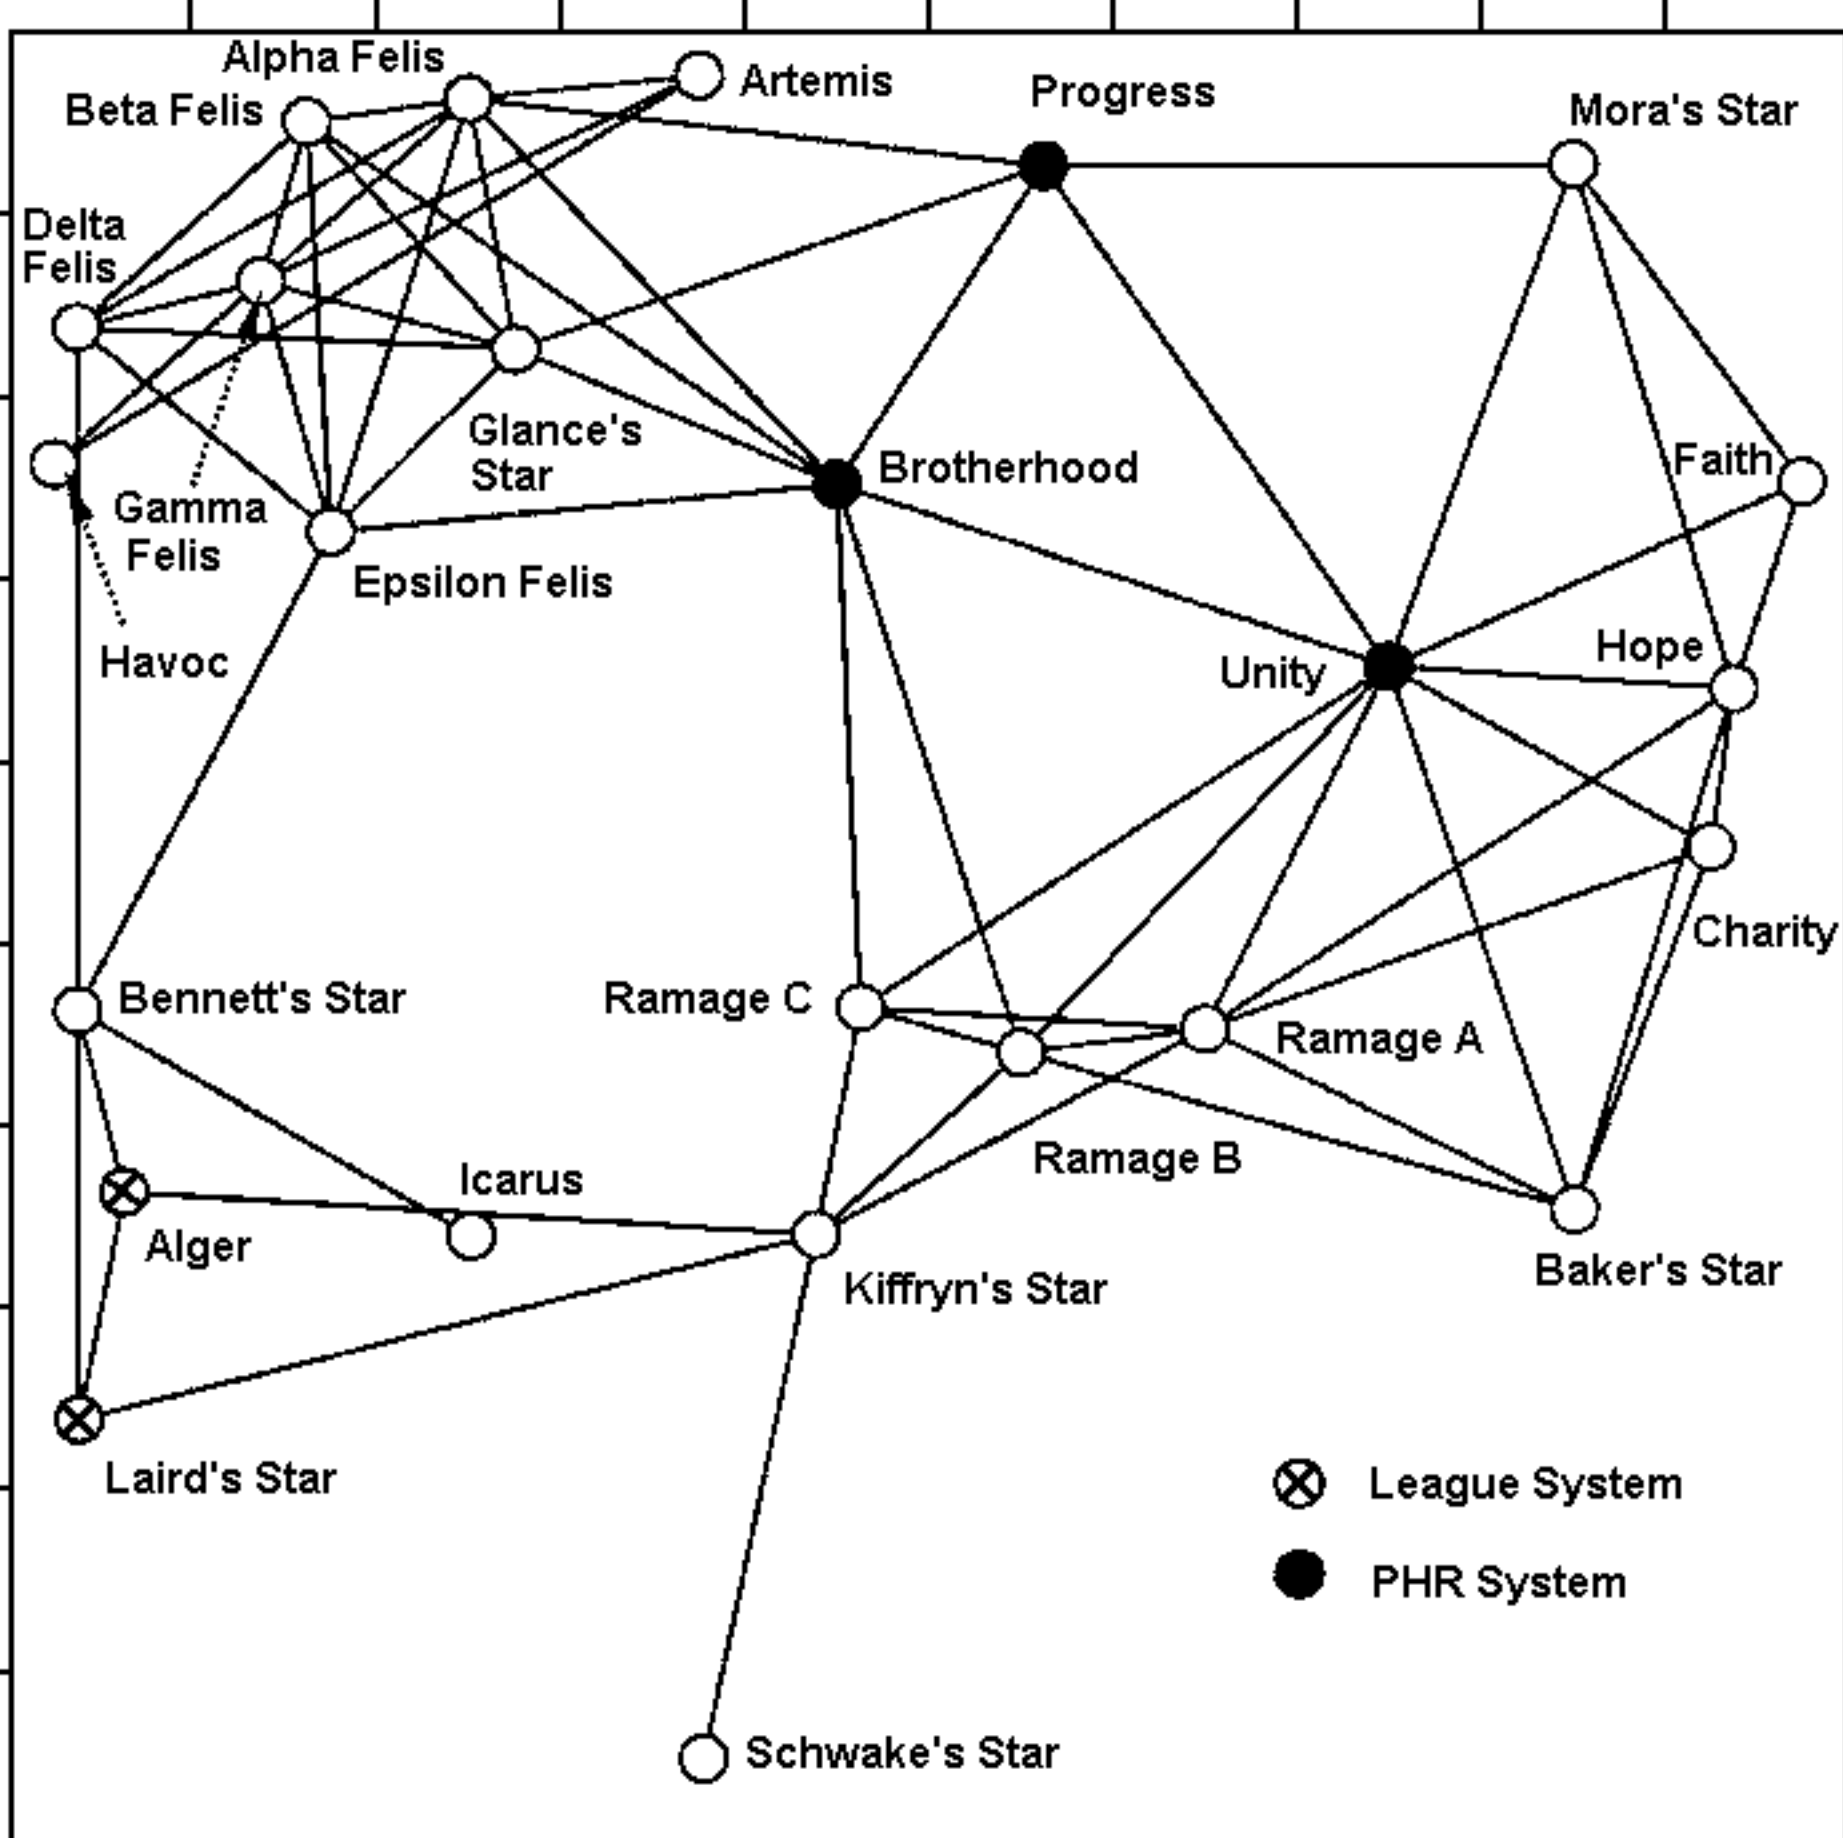 Alpha Felis
Artemis
Beta Felis
Progress
Mora's Star
Delta
Felis
Glance's
Star
Brotherhood
Faith
Gamma
Felis
Epsilon Felis
Havoc
Unity
Hope
Charity
Bennett's Star
Ramage C
Ramage A
Ramage B
Icarus
Alger
Kiffryn's Star
Baker's Star
Laird's Star
League System
PHR System
Schwake's Star